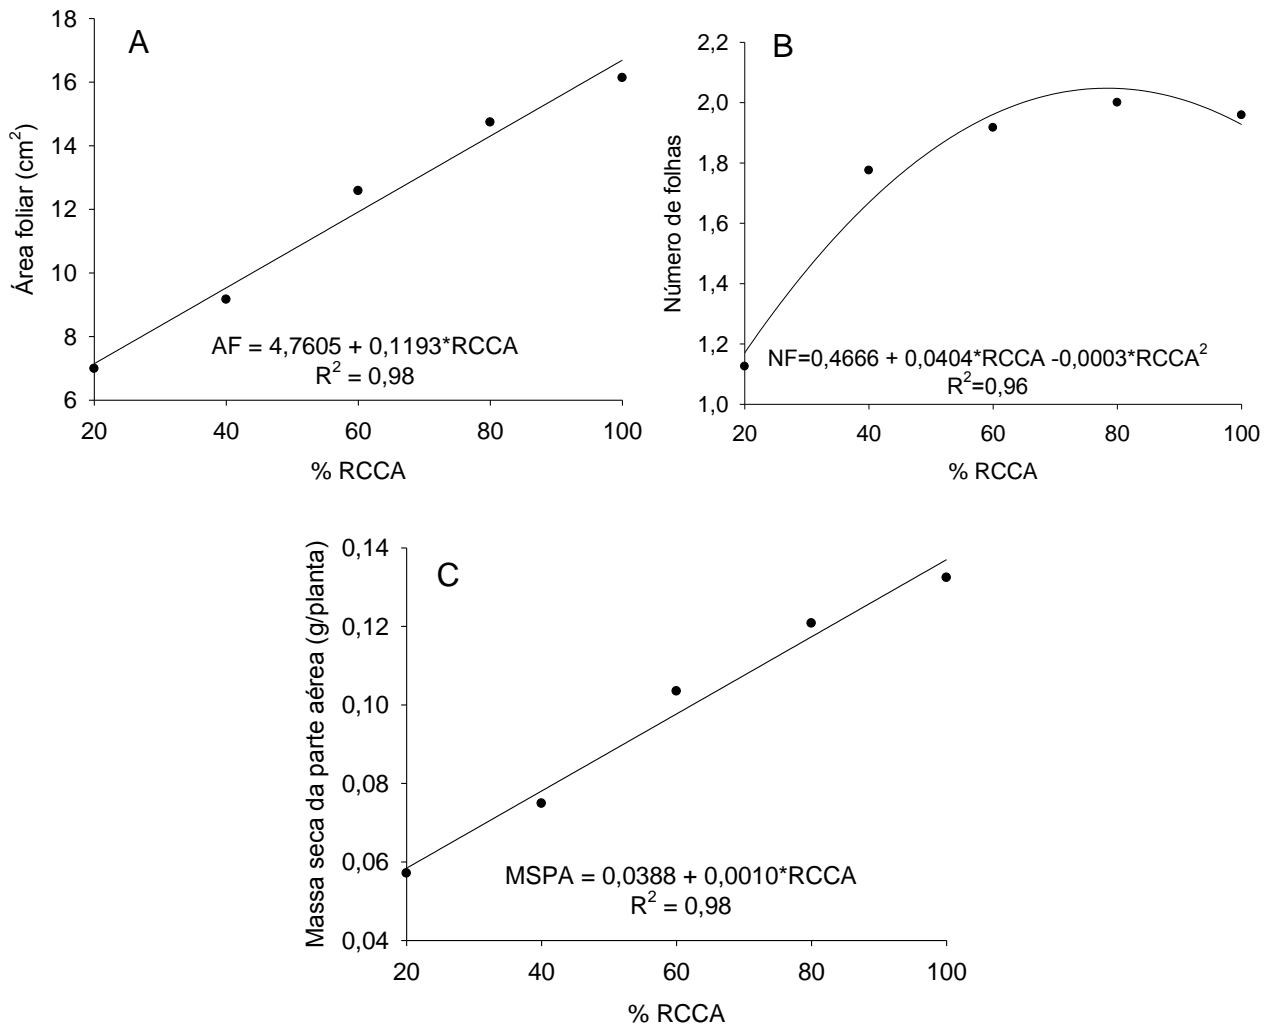 A
Área foliar (cm²)
18
16
14
12
10
8
6
AF = 4,7605 + 0,1193*RCCA
R² = 0,98
20 40 60 80 100
% RCCA
B
Número de folhas
2,2
2,0
1,8
1,6
1,4
1,2
1,0
NF=0,4666 + 0,0404*RCCA -0,0003*RCCA²
R²=0,96
20 40 60 80 100
% RCCA
C
Massa seca da parte aérea (g/planta)
0,14
0,12
0,10
0,08
0,06
0,04
MSPA = 0,0388 + 0,0010*RCCA
R² = 0,98
20 40 60 80 100
% RCCA